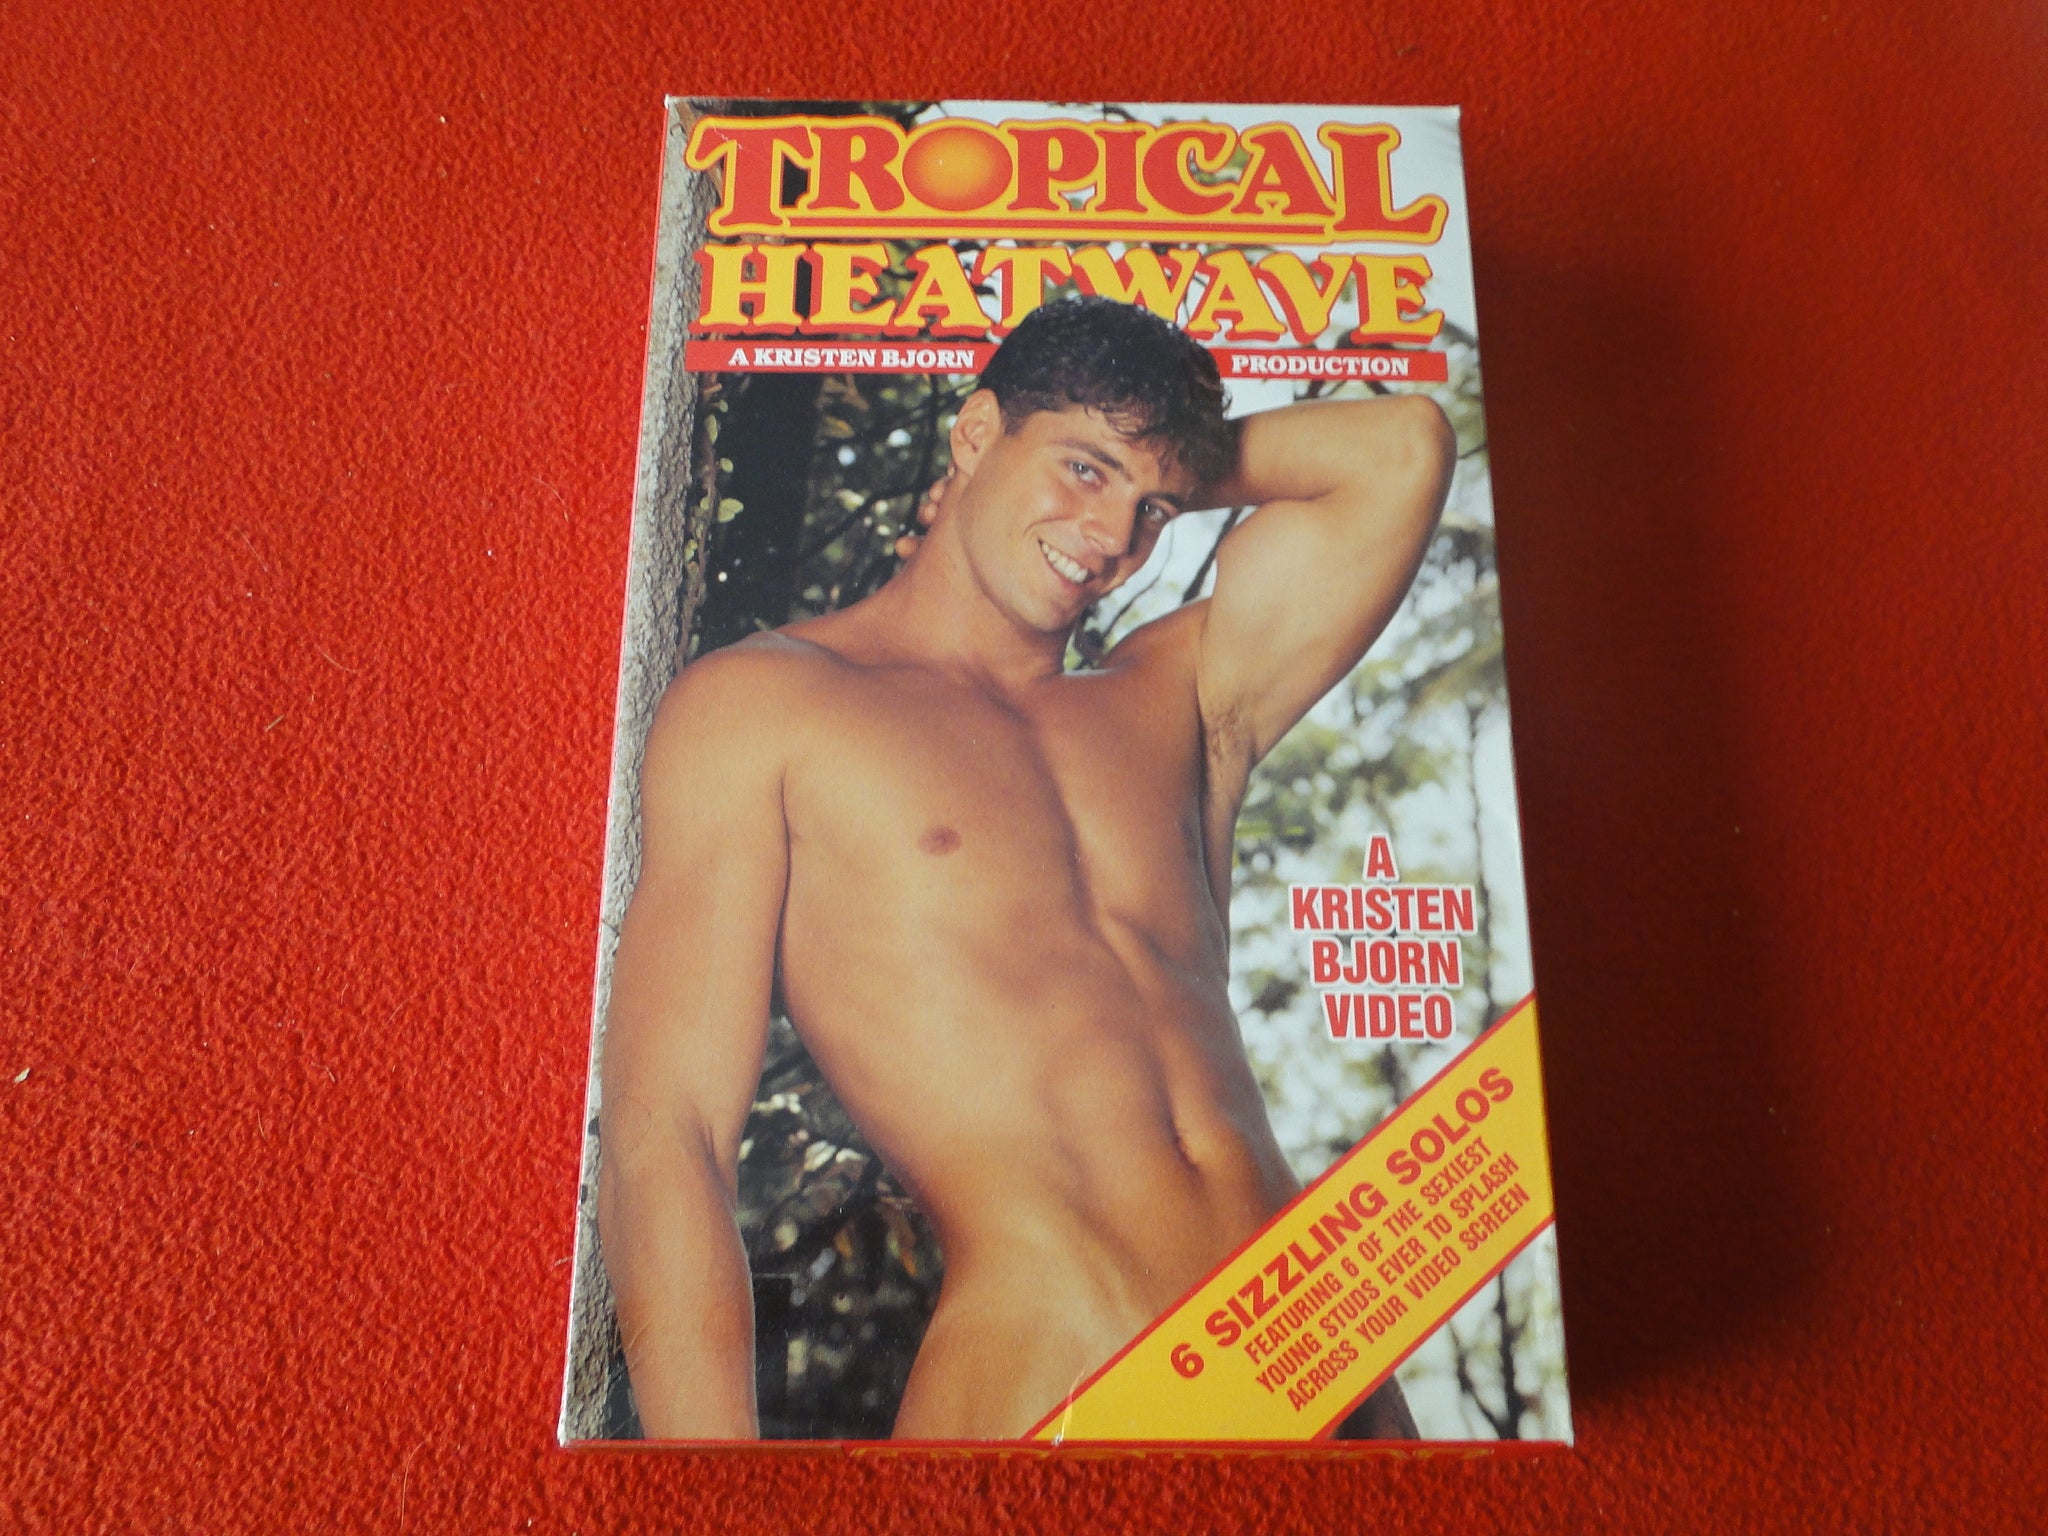 TROPICAL
HEATWAVE
A KRISTEN BJORN PRODUCTION
A
KRISTEN
BJORN
VIDEO
6 SIZZLING SOLOS
FEATURING 6 OF THE SEXIEST
YOUNG STUDS EVER TO SPLASH
ACROSS YOUR VIDEO SCREEN